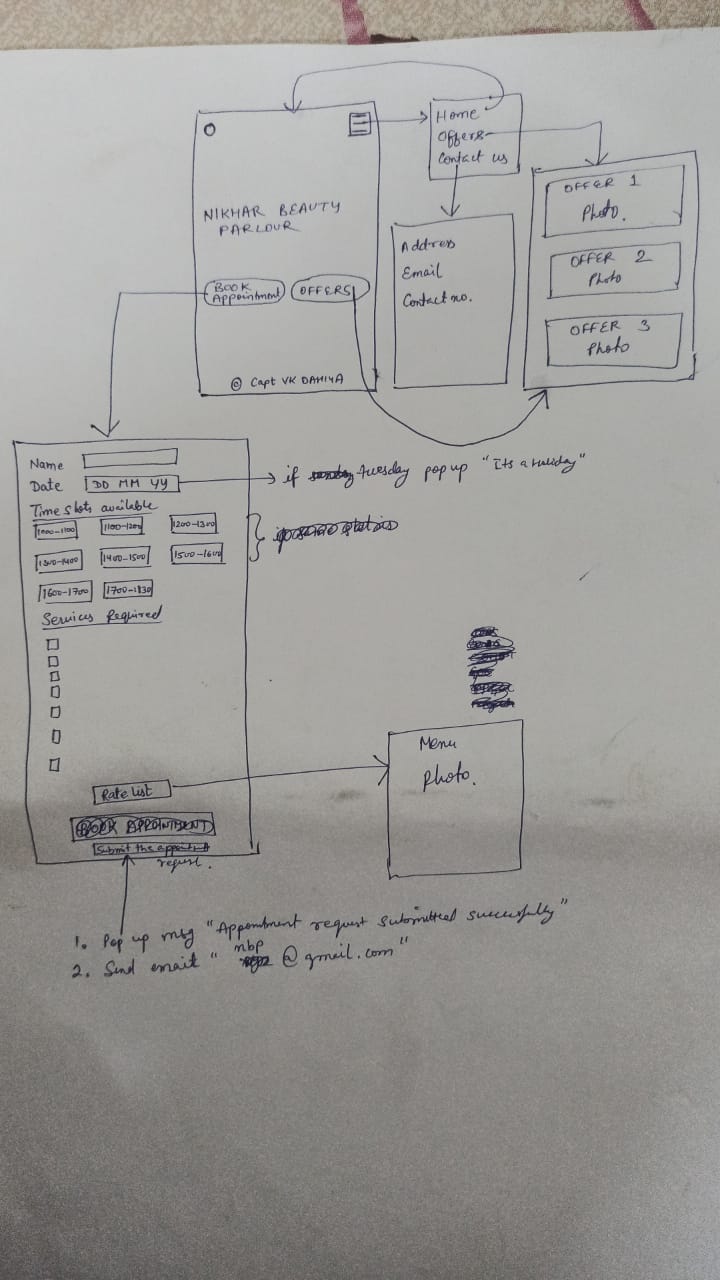 Home
Offers
Contact us
NIKHAR BEAUTY
PARLOUR
BOOK
Appointment
OFFERS
© Capt VK DAHIYA
Address
Email
Contact no.
OFFER 1
Photo.
OFFER 2
Photo
OFFER 3
Photo
Name
Date DD MM YY
if tuesday pop up "Its a Holiday"
Time slots available
1000-1100 1100-1200 1200-1300
1300-1400 1400-1500 1500-1600
1600-1700 1700-1830
Services Required
Rate list
BOOK APPOINTMENT
Submit the appointment
request.
Menu
Photo.
1. Pop up msg "Appointment request submitted successfully"
2. Send email " nbp @gmail.com"